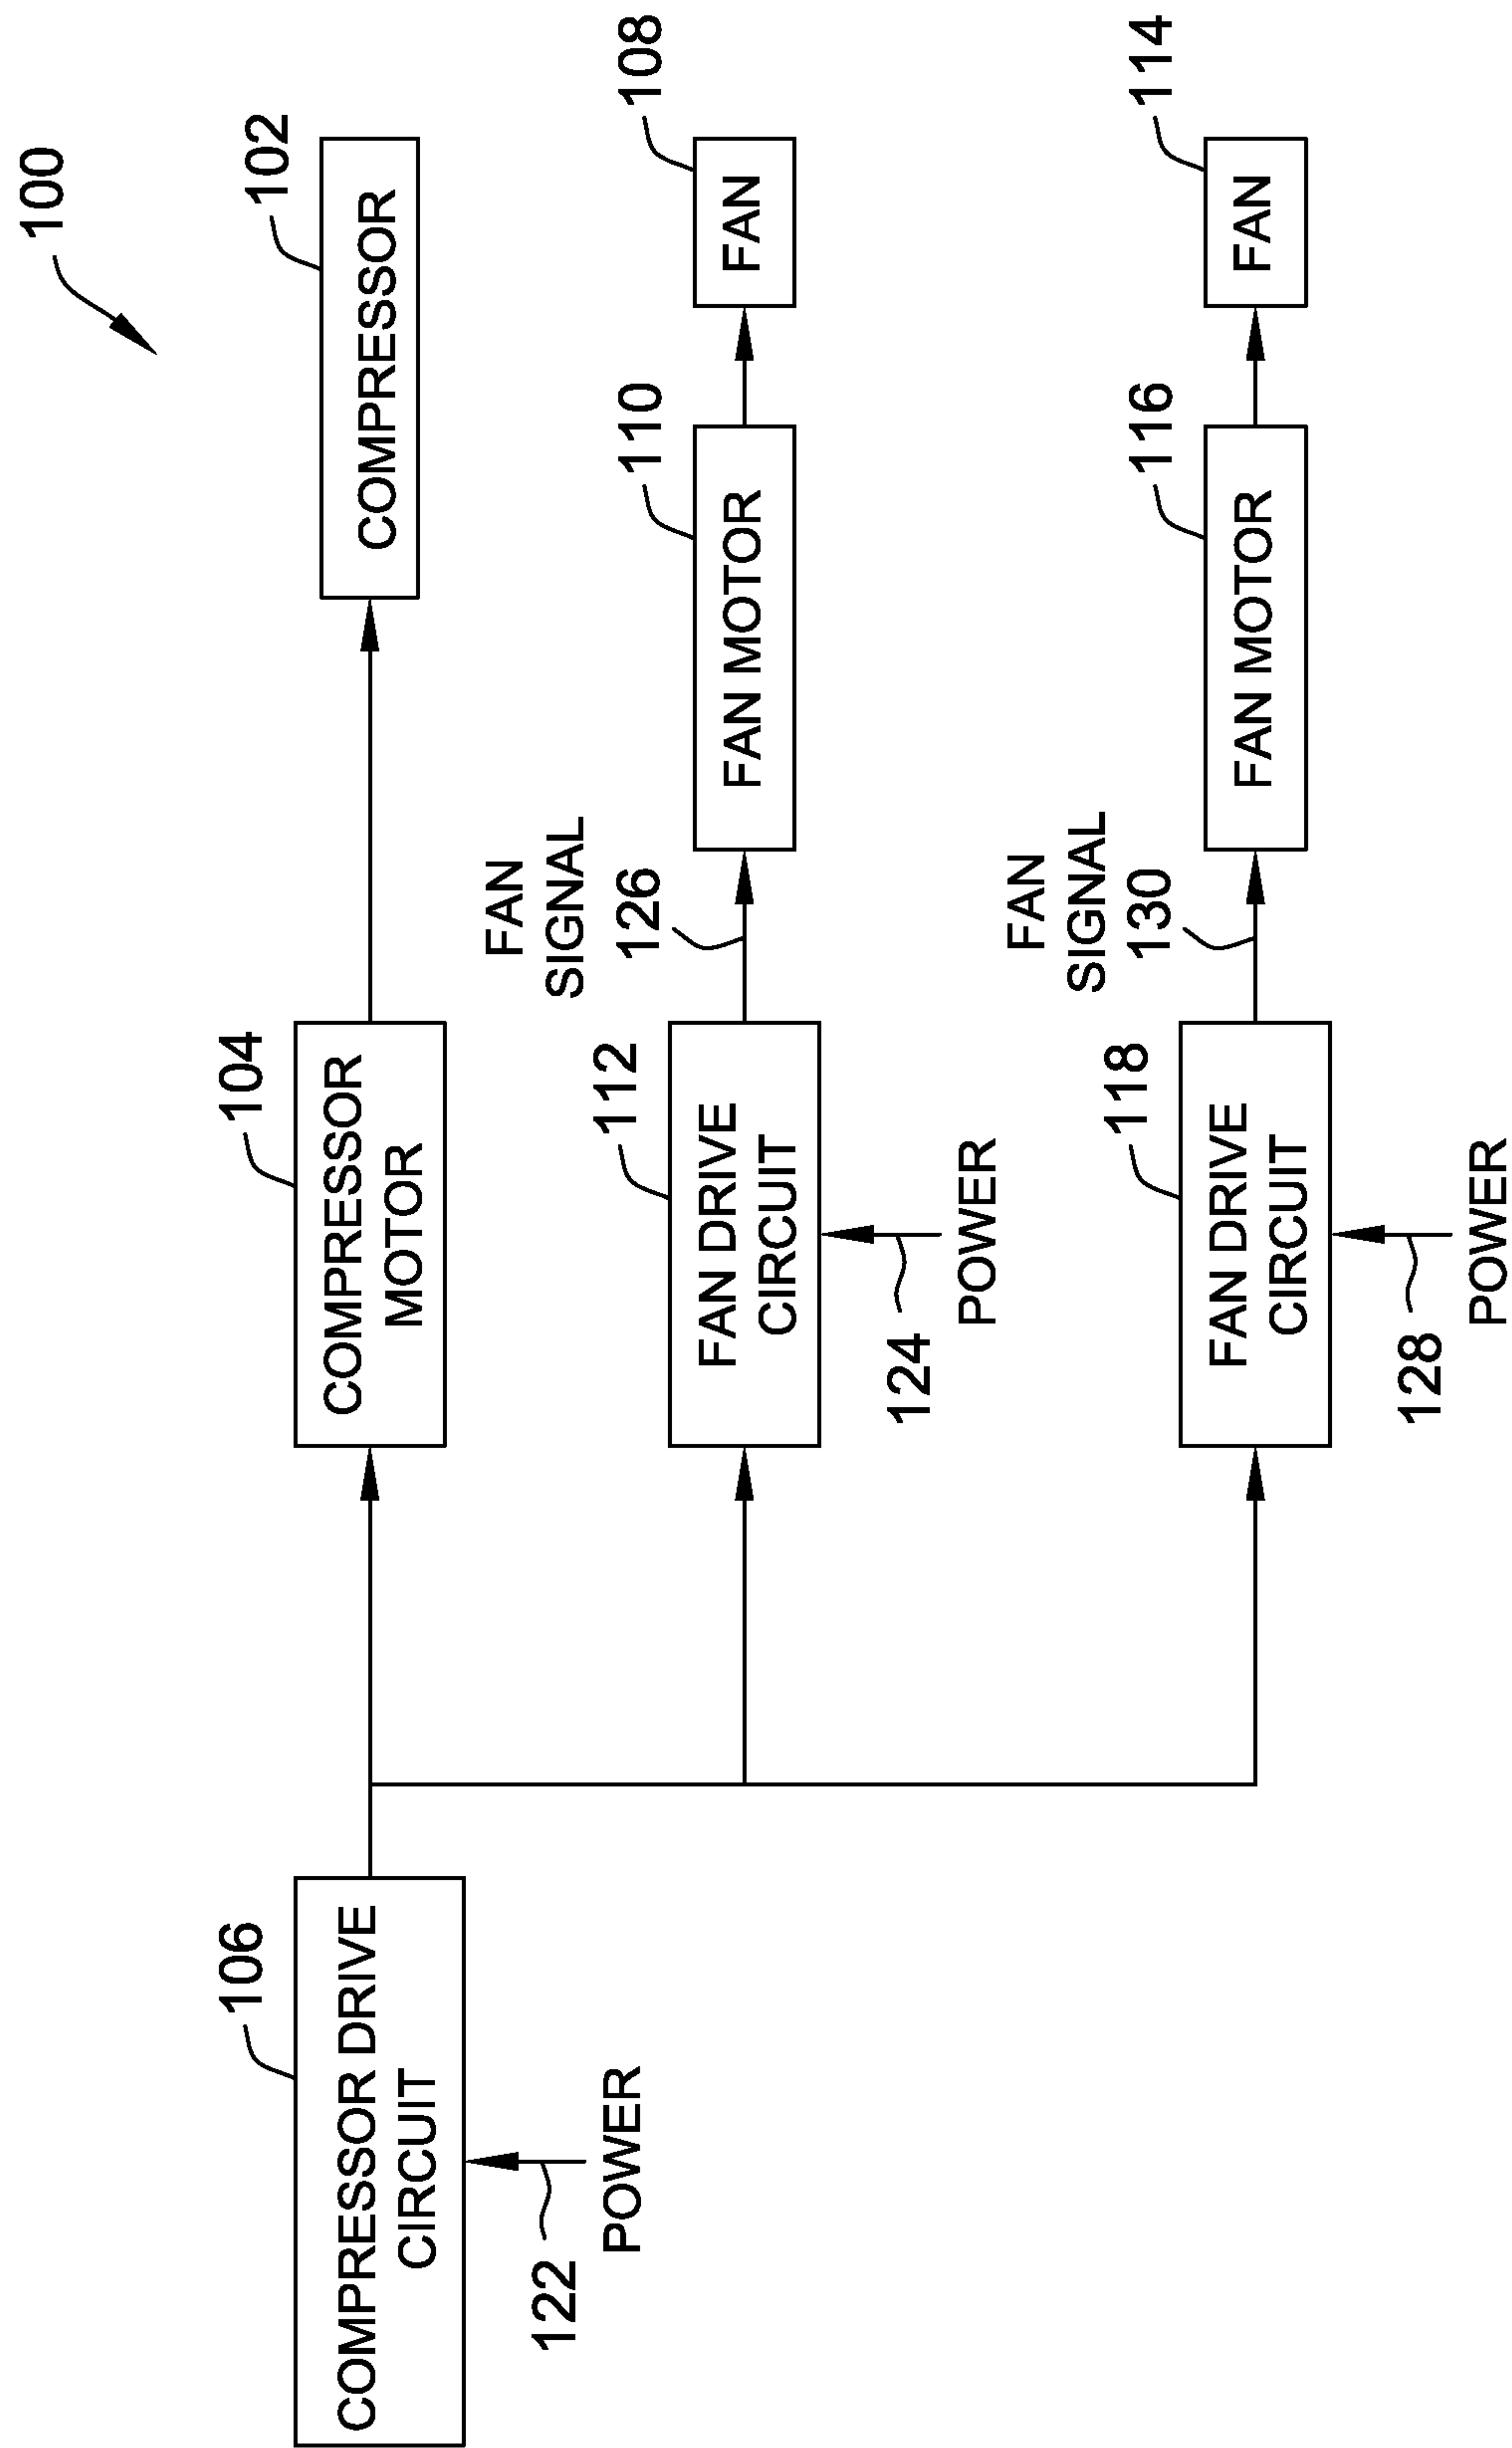 100
106
COMPRESSOR DRIVE
CIRCUIT
122
POWER
104
COMPRESSOR
MOTOR
102
COMPRESSOR
112
FAN DRIVE
CIRCUIT
124
POWER
FAN
SIGNAL
126
110
FAN MOTOR
108
FAN
118
FAN DRIVE
CIRCUIT
128
POWER
FAN
SIGNAL
130
116
FAN MOTOR
114
FAN